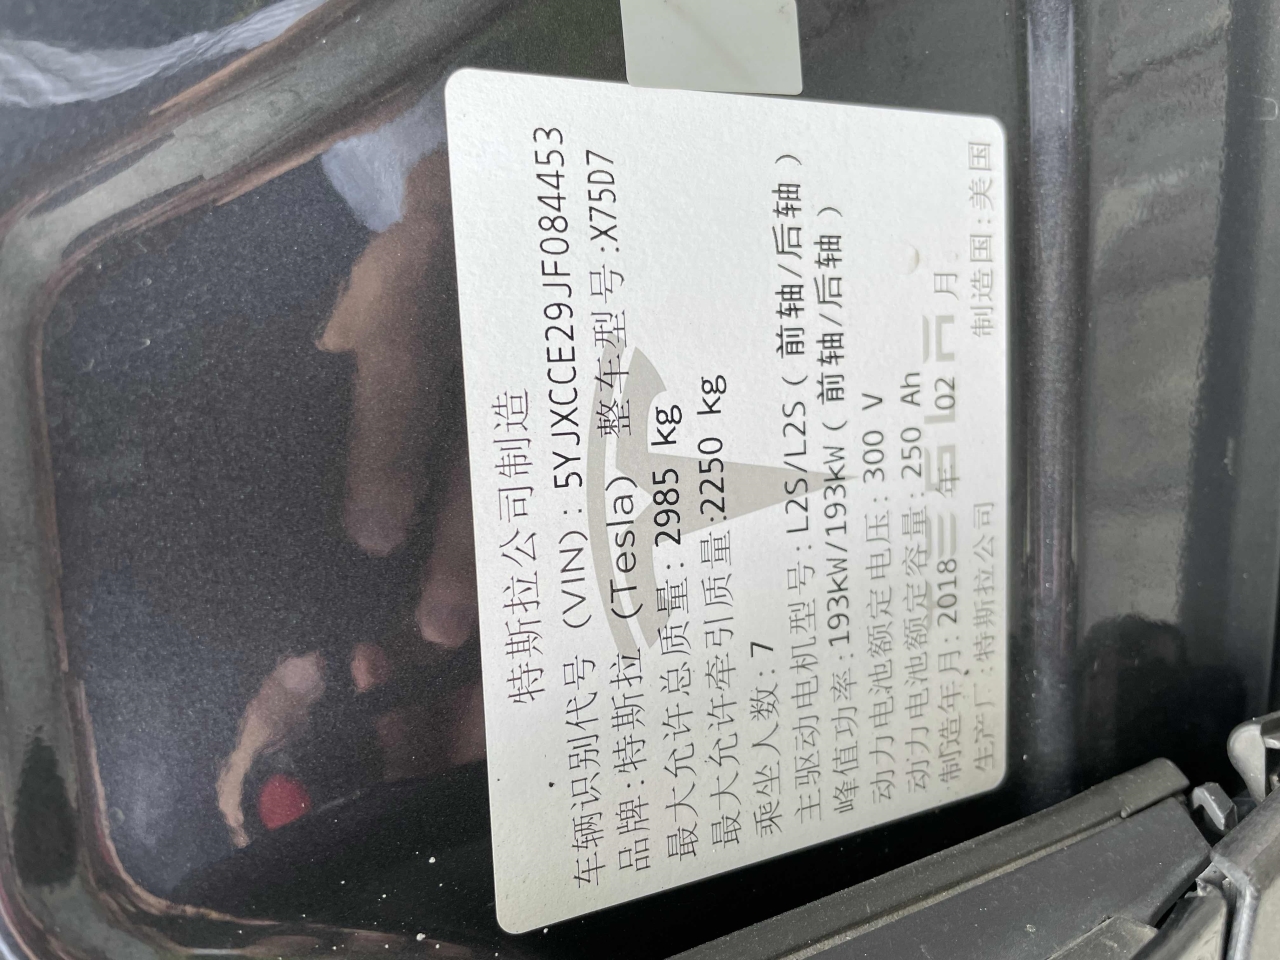 特斯拉公司制造
车辆识别代号（VIN）: 5YJXCCE29JF084453
品牌:特斯拉（Tesla） 整车型号:X75D7
最大允许总质量: 2985 kg
最大允许牵引质量:2250 kg
乘坐人数: 7
主驱动电机型号: L2S/L2S（前轴/后轴）
峰值功率:193kW/193kW（前轴/后轴）
动力电池额定电压: 300 V
动力电池额定容量: 250 Ah
制造年月: 2018 年 02 月
生产厂:特斯拉公司 制造国:美国